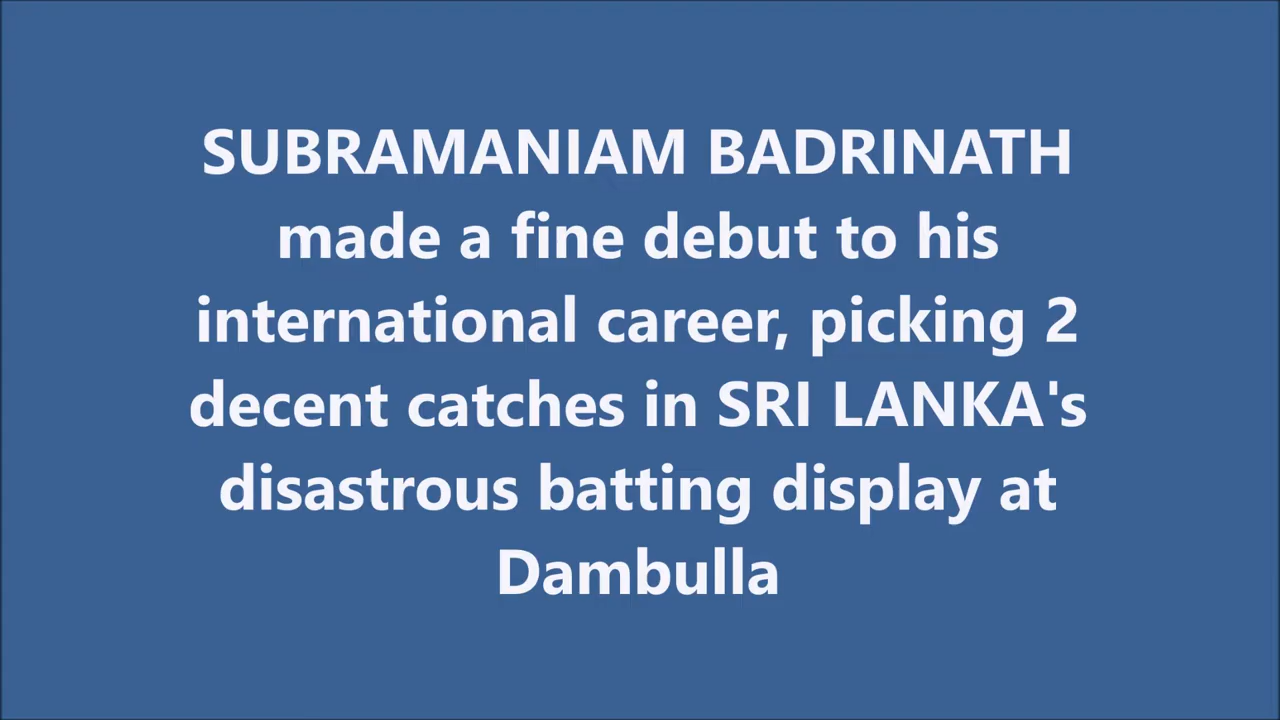 SUBRAMANIAM BADRINATH
made a fine debut to his
international career, picking 2
decent catches in SRI LANKA's
disastrous batting display at
Dambulla